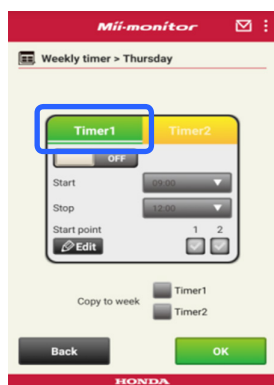 Mii-monitor
Weekly timer > Thursday
Timer1 Timer2
OFF
Start 09:00
Stop 12:00
Start point 1 2
Edit
Copy to week Timer1
Timer2
Back OK
HONDA